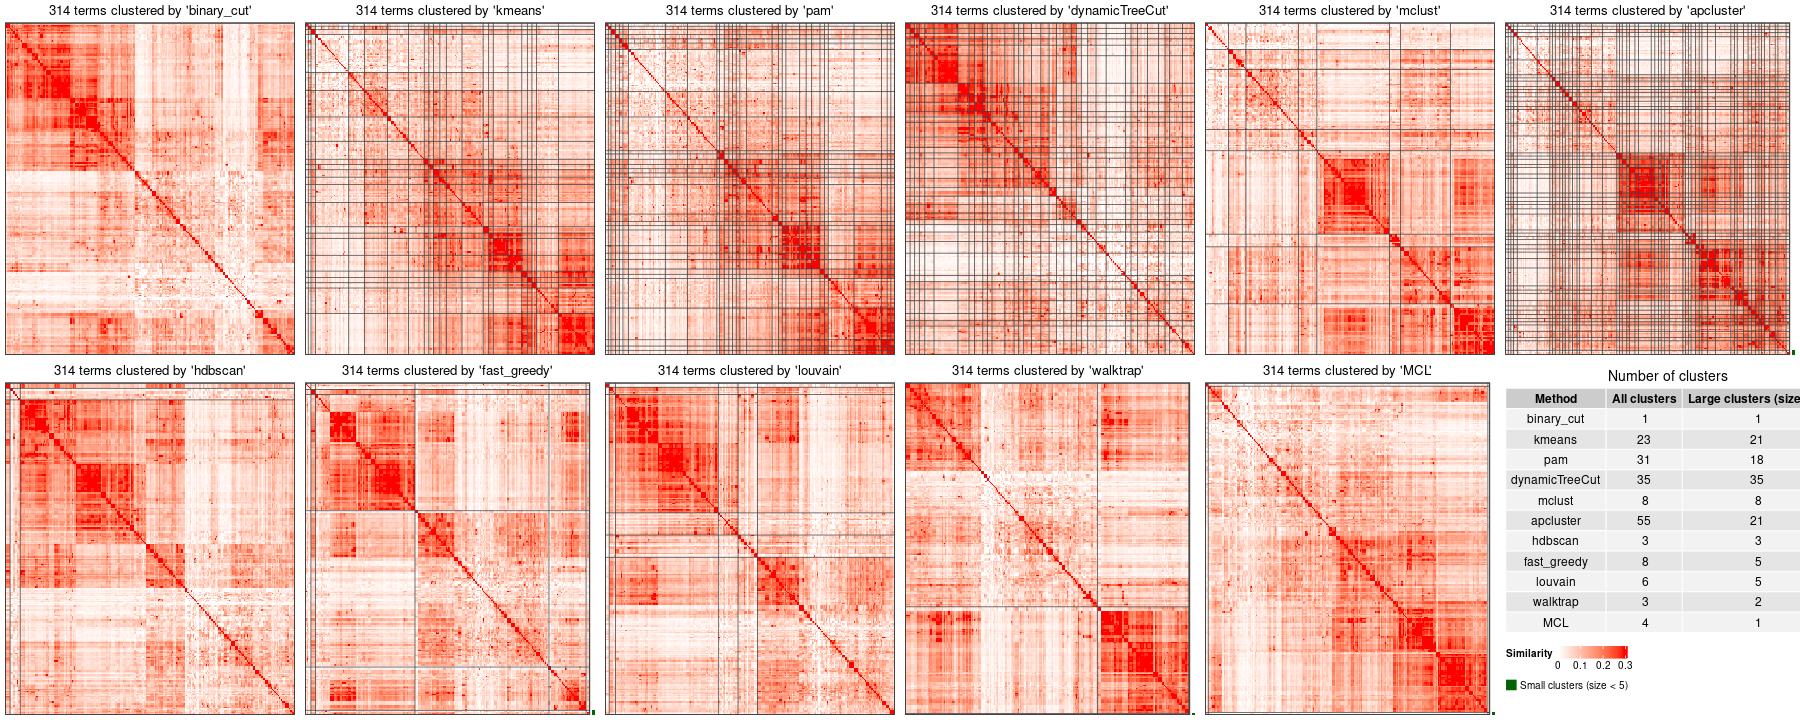 314 terms clustered by 'binary_cut'
314 terms clustered by 'kmeans'
314 terms clustered by 'pam'
314 terms clustered by 'dynamicTreeCut'
314 terms clustered by 'mclust'
314 terms clustered by 'apcluster'
314 terms clustered by 'hdbscan'
314 terms clustered by 'fast_greedy'
314 terms clustered by 'louvain'
314 terms clustered by 'walktrap'
314 terms clustered by 'MCL'
Number of clusters
Method All clusters Large clusters (size
binary_cut 1 1
kmeans 23 21
pam 31 18
dynamicTreeCut 35 35
mclust 8 8
apcluster 55 21
hdbscan 3 3
fast_greedy 8 5
louvain 6 5
walktrap 3 2
MCL 4 1
Similarity
0 0.1 0.2 0.3
Small clusters (size < 5)